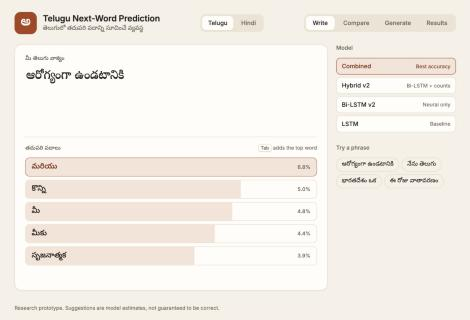 అ
Telugu Next-Word Prediction
తెలుగులో తదుపరి పదాన్ని సూచించే వ్యవస్థ
Telugu Hindi
Write Compare Generate Results
మీ తెలుగు వాక్యం
ఆరోగ్యంగా ఉండటానికి
తదుపరి పదాలు
Tab adds the top word
మరియు 8.8%
కొన్ని 5.0%
మీ 4.8%
మీకు 4.4%
సృజనాత్మక 3.9%
Model
Combined Best accuracy
Hybrid v2 Bi-LSTM + counts
Bi-LSTM v2 Neural only
LSTM Baseline
Try a phrase
ఆరోగ్యంగా ఉండటానికి నేను తెలుగు
భారతదేశం ఒక ఈ రోజు వాతావరణం
Research prototype. Suggestions are model estimates, not guaranteed to be correct.